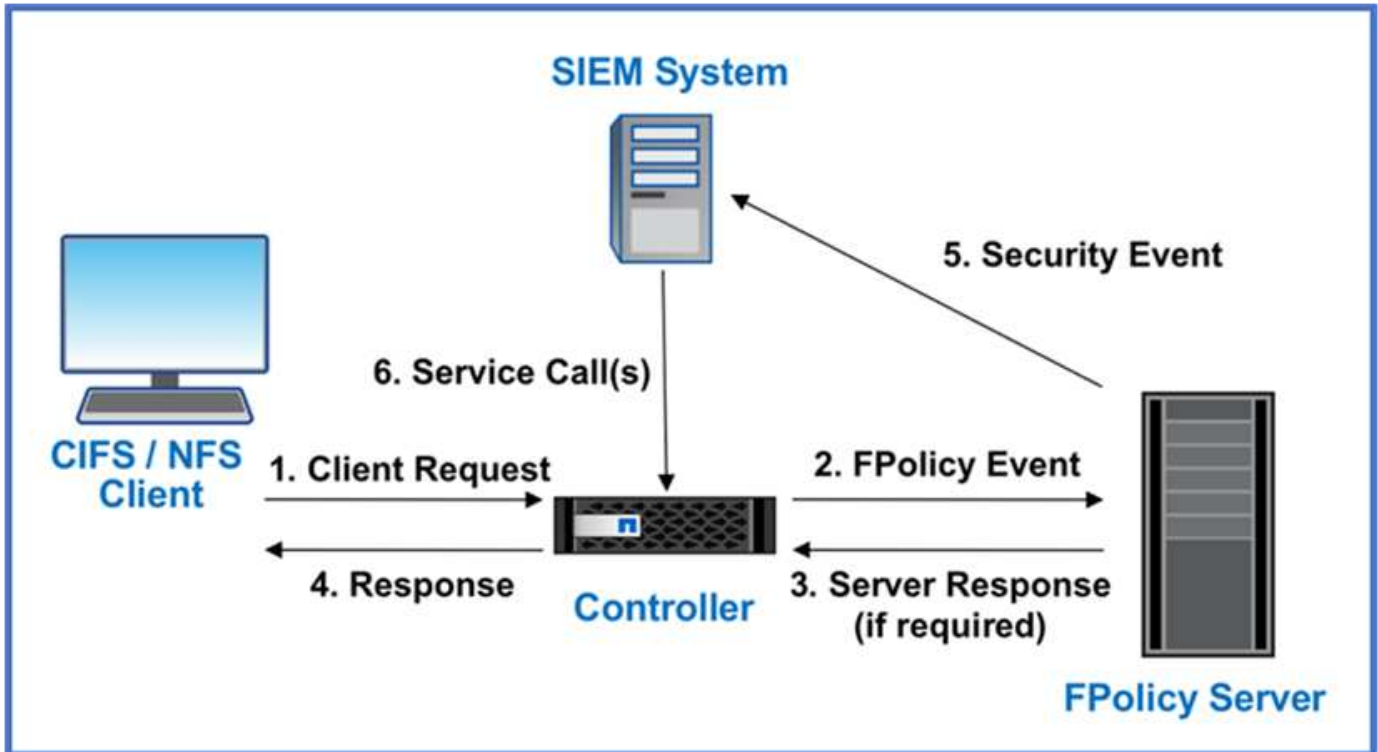 SIEM System
5. Security Event
6. Service Call(s)
CIFS / NFS
Client
1. Client Request
2. FPolicy Event
4. Response
Controller
3. Server Response
(if required)
FPolicy Server